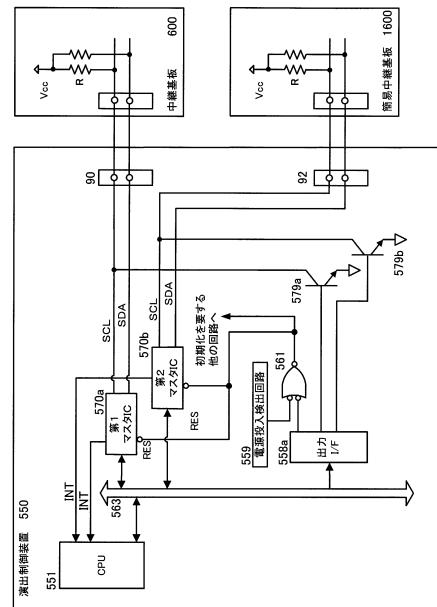 演出制御装置 550
551
CPU
INT
INT
563
570a
第1
マスタIC
RES
570b
第2
マスタIC
RES
SCL
SDA
SCL
SDA
90
92
Vcc
R
中継基板
600
Vcc
R
簡易中継基板
1600
初期化を要する
他の回路へ
559
電源投入検出回路
561
558a
出力
I/F
579a
579b